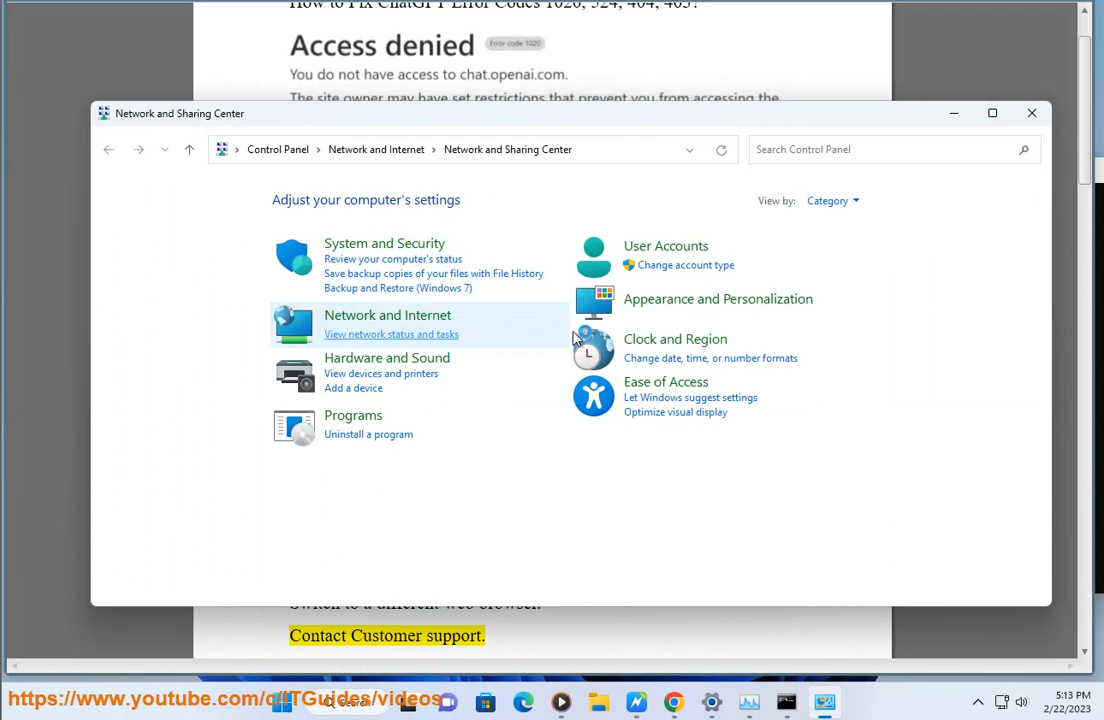 How to Fix ChatGPT Error Codes 1020, 524, 404, 403?
Access denied Error code 1020
You do not have access to chat.openai.com.
The site owner may have set restrictions that prevent you from accessing the
Network and Sharing Center
Control Panel > Network and Internet > Network and Sharing Center
Search Control Panel
Adjust your computer's settings
View by: Category
System and Security
Review your computer's status
Save backup copies of your files with File History
Backup and Restore (Windows 7)
Network and Internet
View network status and tasks
Hardware and Sound
View devices and printers
Add a device
Programs
Uninstall a program
User Accounts
Change account type
Appearance and Personalization
Clock and Region
Change date, time, or number formats
Ease of Access
Let Windows suggest settings
Optimize visual display
Switch to a different web browser.
Contact Customer support.
https://www.youtube.com/c/ITGuides/videos
Search
5:13 PM
2/22/2023